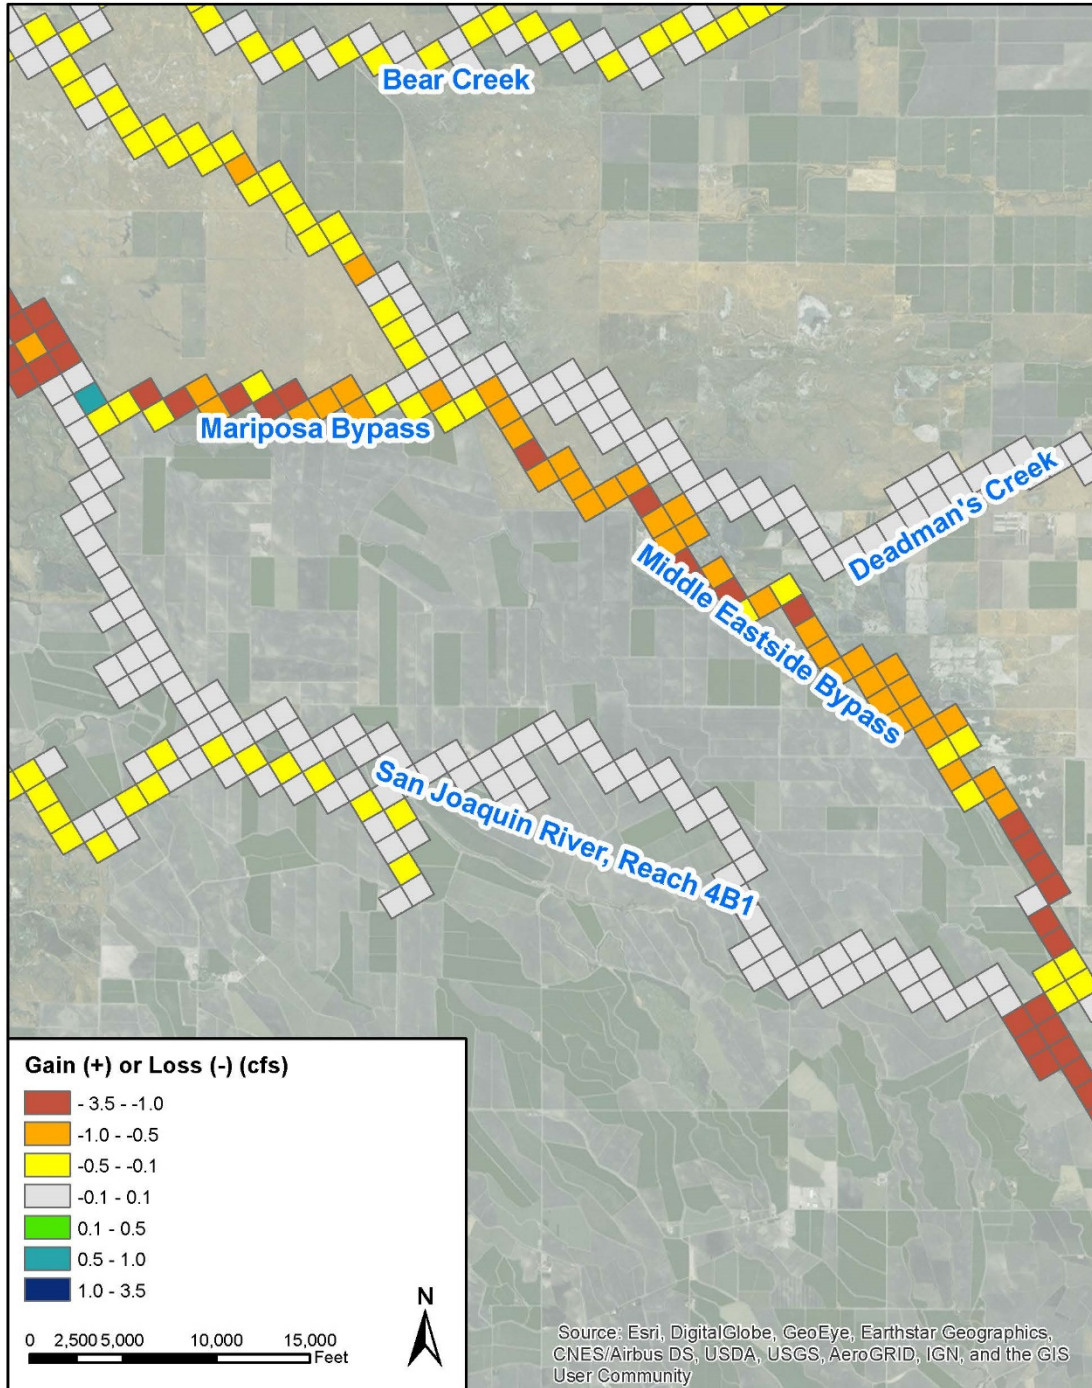 Bear Creek
Mariposa Bypass
Deadman's Creek
Middle Eastside Bypass
San Joaquin River, Reach 4B1
Gain (+) or Loss (-) (cfs)
- 3.5 - -1.0
-1.0 - -0.5
-0.5 - -0.1
-0.1 - 0.1
0.1 - 0.5
0.5 - 1.0
1.0 - 3.5
N
0 2,500 5,000 10,000 15,000
Feet
Source: Esri, DigitalGlobe, GeoEye, Earthstar Geographics,
CNES/Airbus DS, USDA, USGS, AeroGRID, IGN, and the GIS
User Community